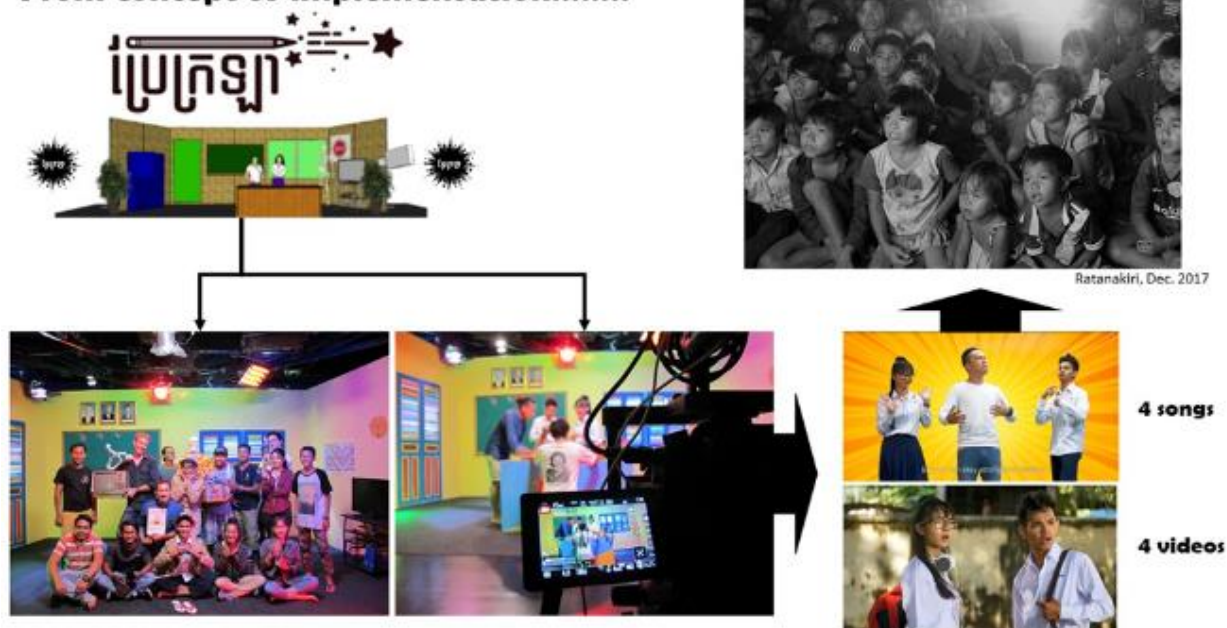 From concept to implementation.......
ប្រែក្រឡា
Ratanakiri, Dec. 2017
4 songs
4 videos